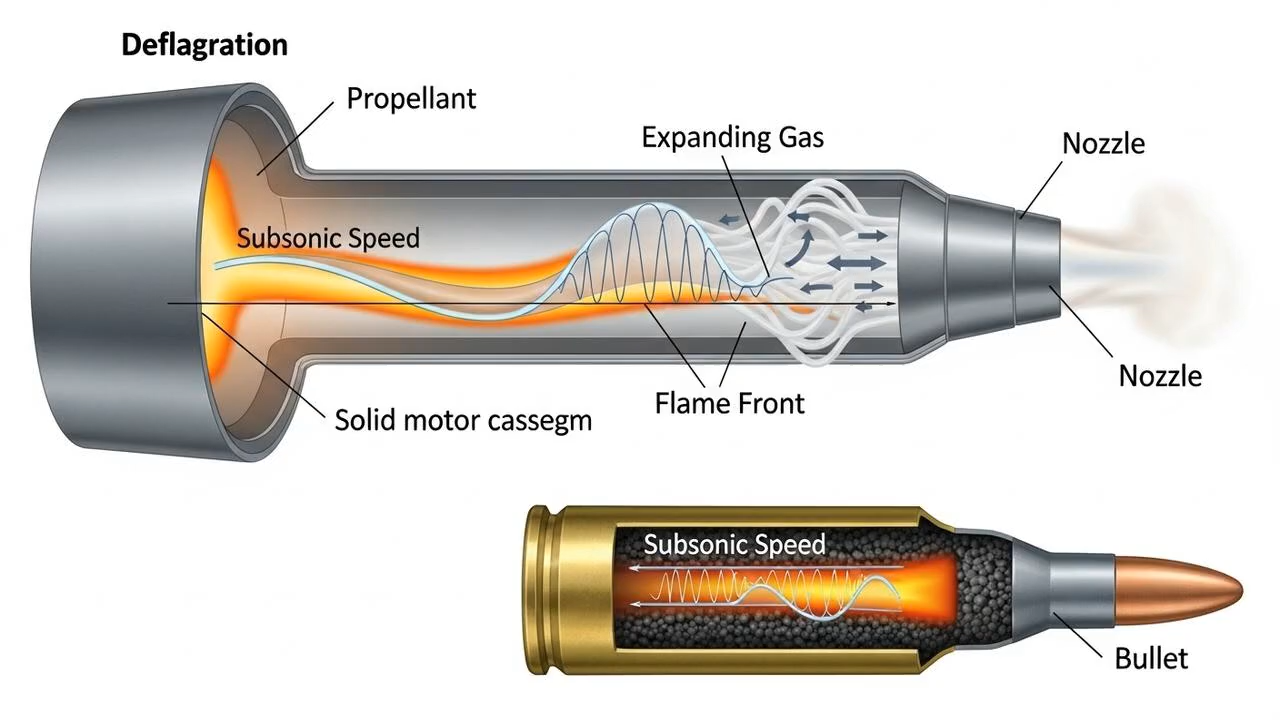 Deflagration
Propellant
Expanding Gas
Nozzle
Subsonic Speed
Nozzle
Flame Front
Solid motor cassegm
Subsonic Speed
Bullet